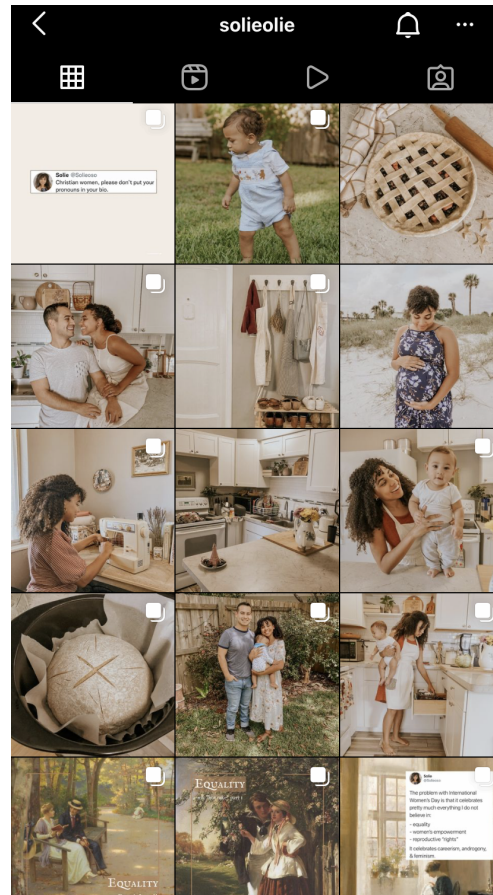 solieolie
Solie @Solieoso
Christian women, please don't put your
pronouns in your bio.
EQUALITY
EQUALITY
Solie
The problem with International
Women's Day is that it celebrates
pretty much everything I do not
believe in:
- equality
- women's empowerment
- reproductive "rights"
It celebrates careerism, androgony,
& feminism.